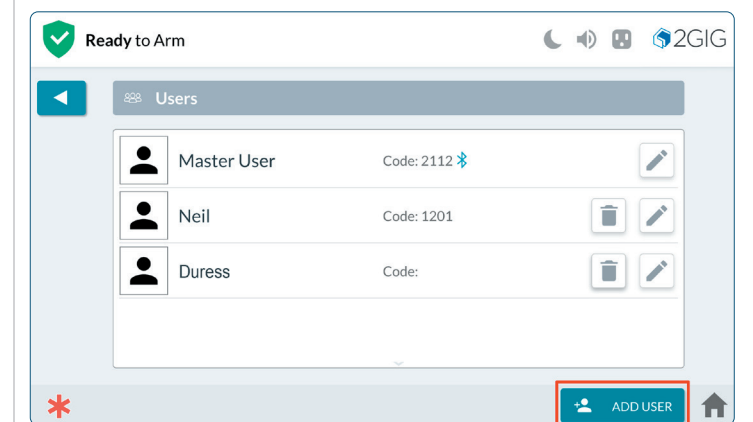 Ready to Arm
2GIG
Users
Master User Code: 2112
Neil Code: 1201
Duress Code:
ADD USER